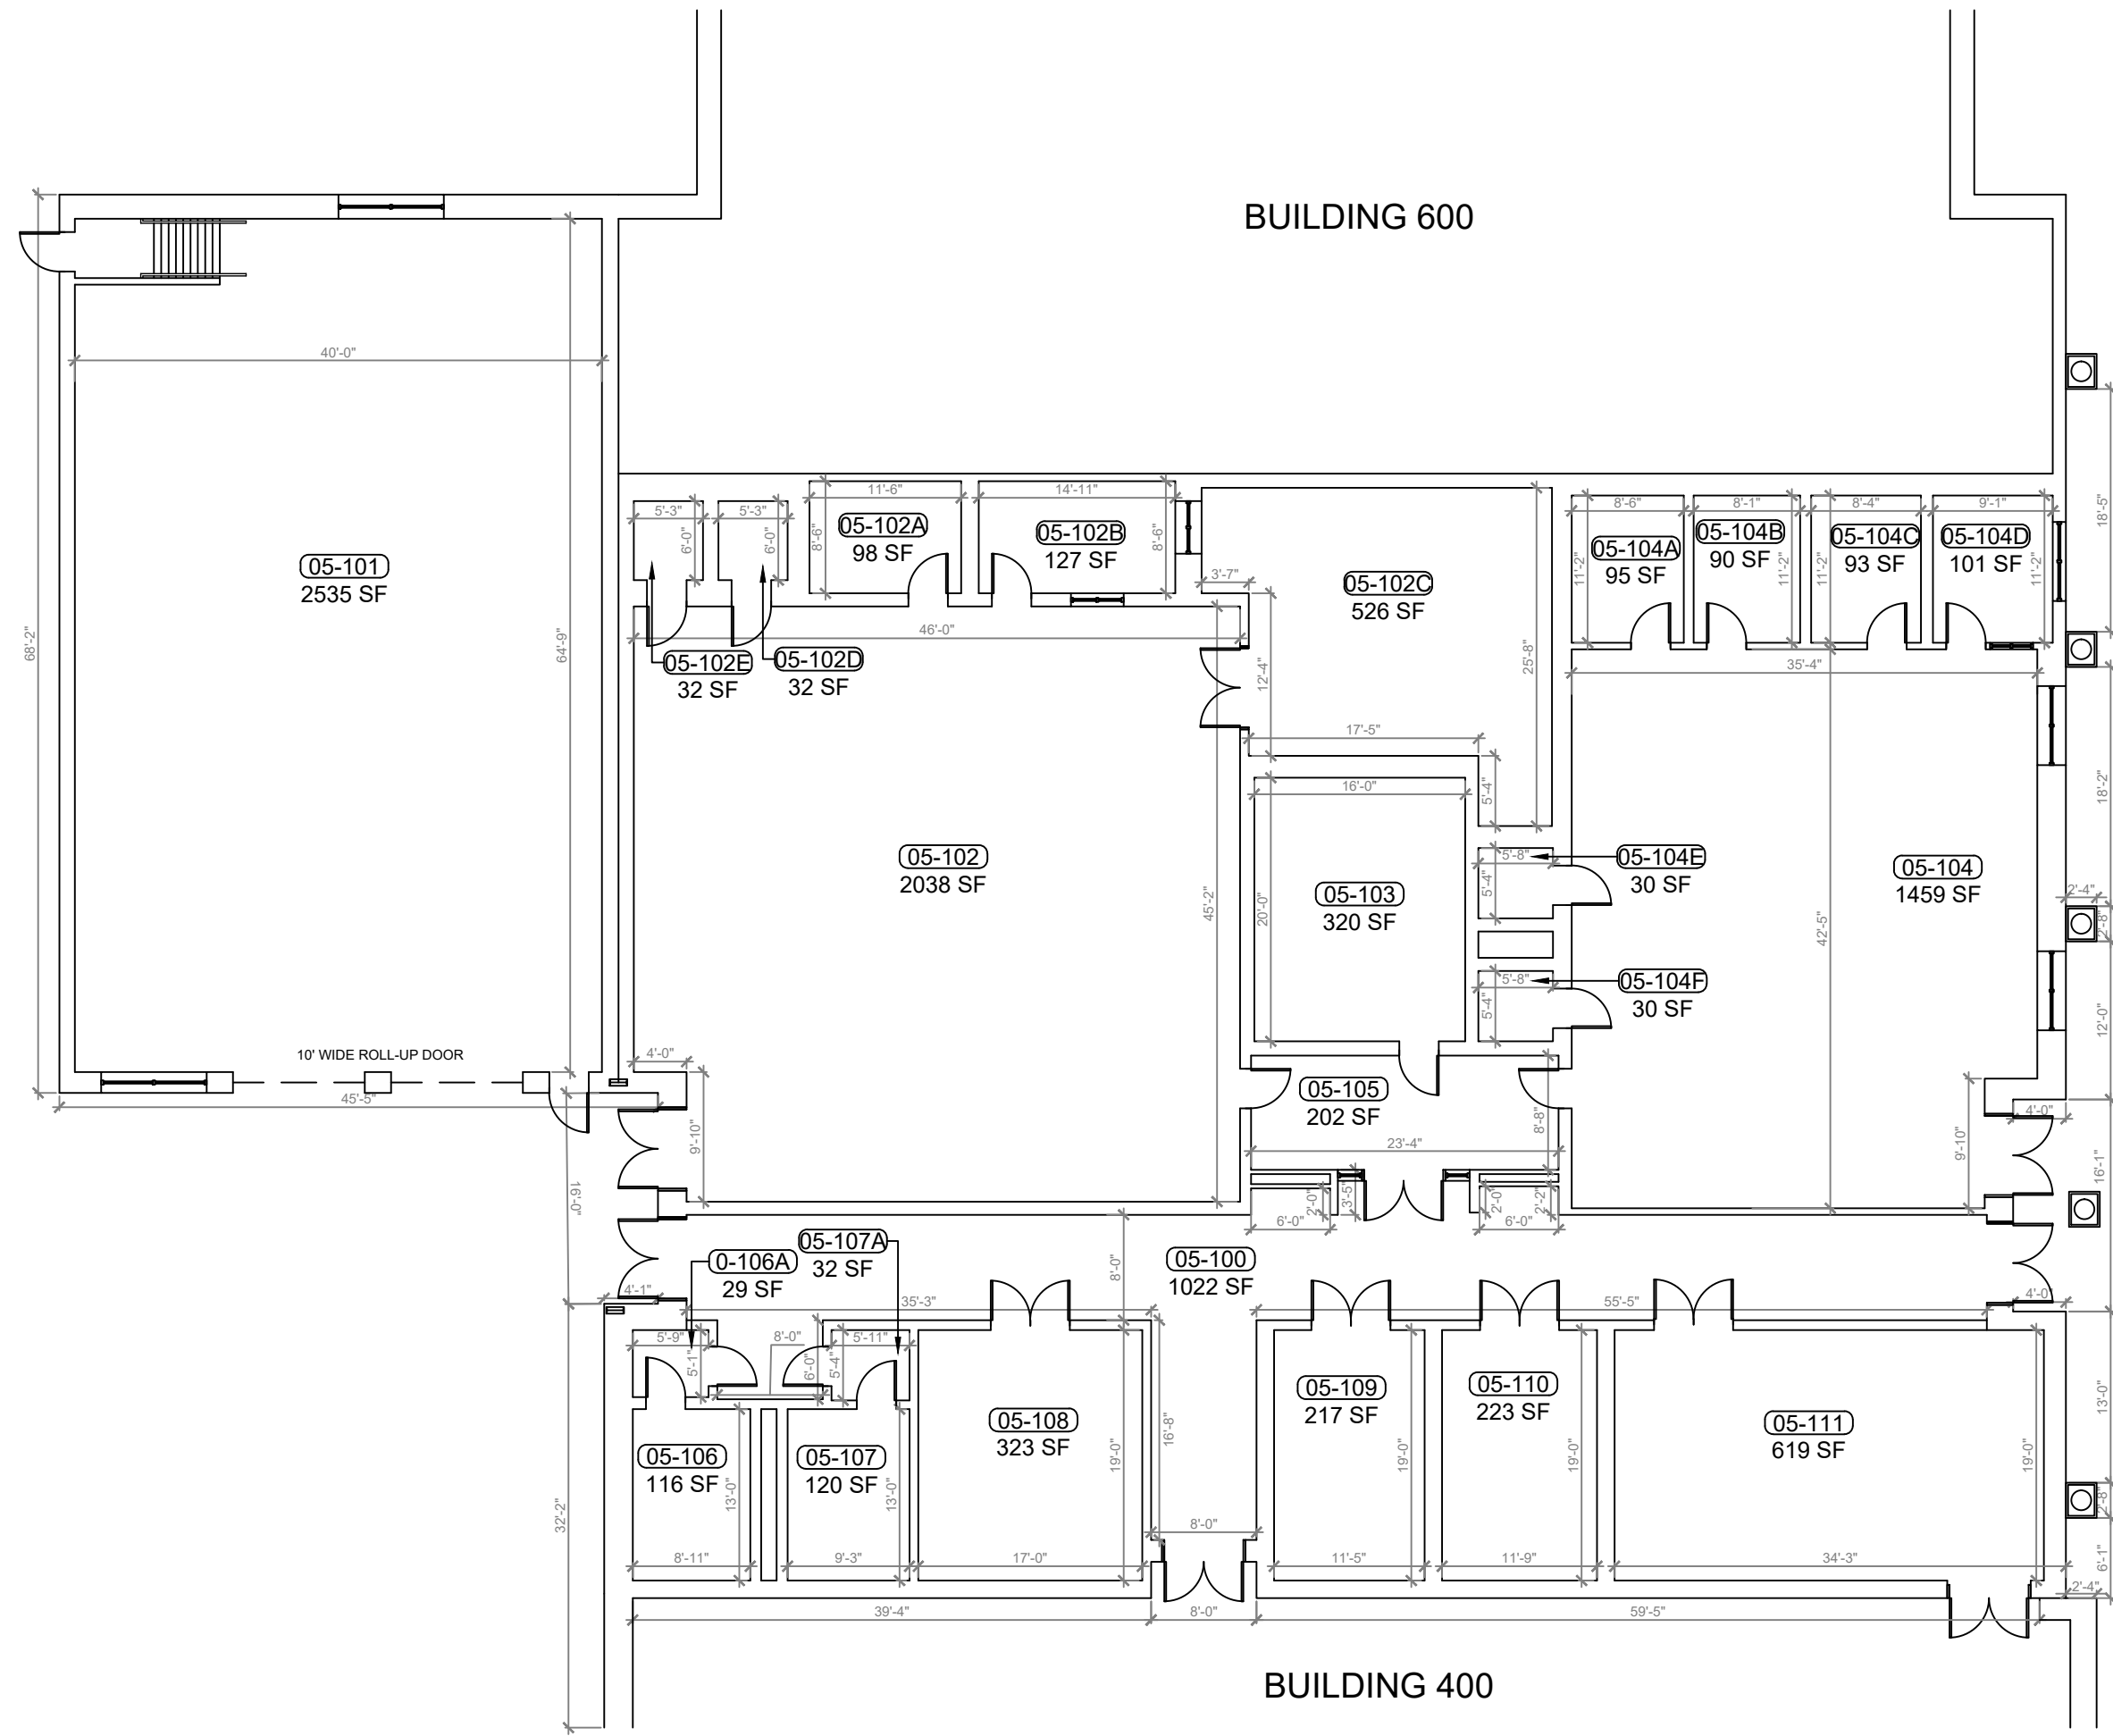 BUILDING 600
68'-2"
40'-0"
64'-9"
05-101
2535 SF
10' WIDE ROLL-UP DOOR
45'-5"
5'-3"
6'-0"
5'-3"
6'-0"
11'-6"
8'-6"
05-102A
98 SF
14'-11"
8'-6"
05-102B
127 SF
3'-7"
05-102C
526 SF
25'-8"
12'-4"
17'-5"
5'-4"
8'-6"
11'-2"
05-104A
95 SF
8'-1"
11'-2"
05-104B
90 SF
8'-4"
11'-2"
05-104C
93 SF
9'-1"
11'-2"
05-104D
101 SF
18'-5"
46'-0"
05-102E
32 SF
05-102D
32 SF
35'-4"
18'-2"
05-102
2038 SF
45'-2"
16'-0"
20'-0"
05-103
320 SF
5'-8"
5'-4"
05-104E
30 SF
5'-8"
5'-4"
05-104F
30 SF
05-104
1459 SF
42'-5"
2'-4"
2'-8"
12'-0"
4'-0"
9'-10"
05-105
202 SF
8'-8"
23'-4"
9'-10"
4'-0"
16'-1"
16'-0"
2'-0"
3'-5"
6'-0"
2'-0"
2'-2"
6'-0"
05-107A
32 SF
0-106A
29 SF
8'-0"
05-100
1022 SF
4'-1"
35'-3"
55'-5"
4'-0"
5'-9"
5'-1"
8'-0"
6'-0"
5'-4"
5'-11"
05-106
116 SF
13'-0"
8'-11"
05-107
120 SF
13'-0"
9'-3"
05-108
323 SF
19'-0"
17'-0"
16'-8"
8'-0"
05-109
217 SF
19'-0"
11'-5"
05-110
223 SF
19'-0"
11'-9"
05-111
619 SF
19'-0"
34'-3"
13'-0"
2'-8"
6'-1"
2'-4"
32'-2"
39'-4"
8'-0"
59'-5"
BUILDING 400